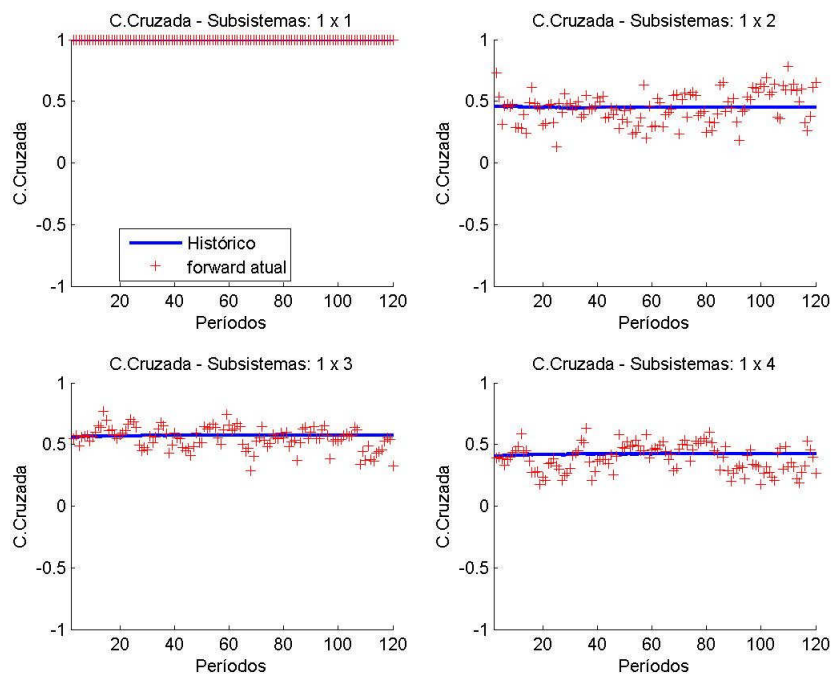 C.Cruzada - Subsistemas: 1 x 1
1
0.5
0
-0.5
-1
C.Cruzada
Histórico
forward atual
20 40 60 80 100 120
Períodos
C.Cruzada - Subsistemas: 1 x 2
1
0.5
0
-0.5
-1
C.Cruzada
20 40 60 80 100 120
Períodos
C.Cruzada - Subsistemas: 1 x 3
1
0.5
0
-0.5
-1
C.Cruzada
20 40 60 80 100 120
Períodos
C.Cruzada - Subsistemas: 1 x 4
1
0.5
0
-0.5
-1
C.Cruzada
20 40 60 80 100 120
Períodos